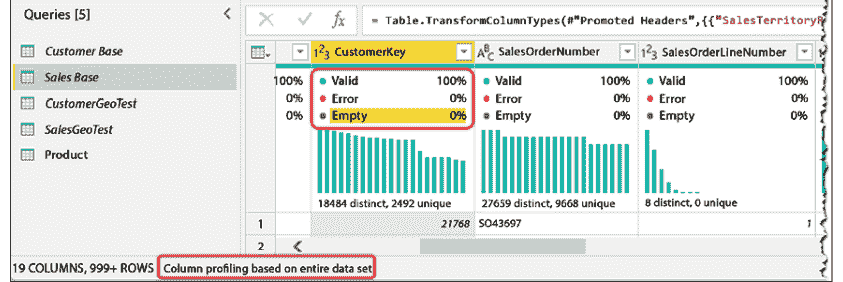 Queries [5]
Customer Base
Sales Base
CustomerGeoTest
SalesGeoTest
Product
fx
= Table.TransformColumnTypes(#"Promoted Headers",{{"SalesTerritory
1²3 CustomerKey
ABC SalesOrderNumber
1²3 SalesOrderLineNumber
100%
0%
0%
Valid 100%
Error 0%
Empty 0%
18484 distinct, 2492 unique
Valid 100%
Error 0%
Empty 0%
27659 distinct, 9668 unique
Valid 100%
Error 0%
Empty 0%
8 distinct, 0 unique
1 21768 SO43697 1
2
19 COLUMNS, 999+ ROWS Column profiling based on entire data set